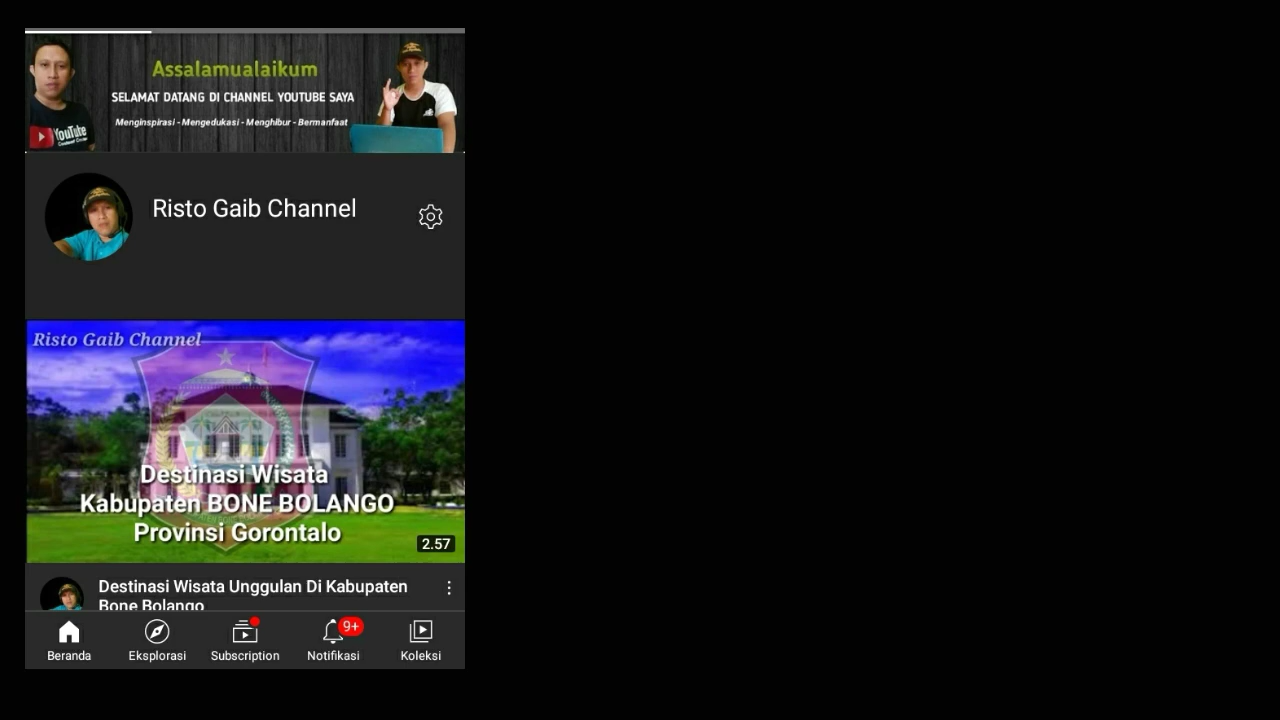 Assalamualaikum
SELAMAT DATANG DI CHANNEL YOUTUBE SAYA
Menginspirasi - Mengedukasi - Menghibur - Bermanfaat
YouTube
Risto Gaib Channel
Risto Gaib Channel
Destinasi Wisata
Kabupaten BONE BOLANGO
Provinsi Gorontalo
2.57
Destinasi Wisata Unggulan Di Kabupaten
Bone Bolango
9+
Beranda
Eksplorasi
Subscription
Notifikasi
Koleksi